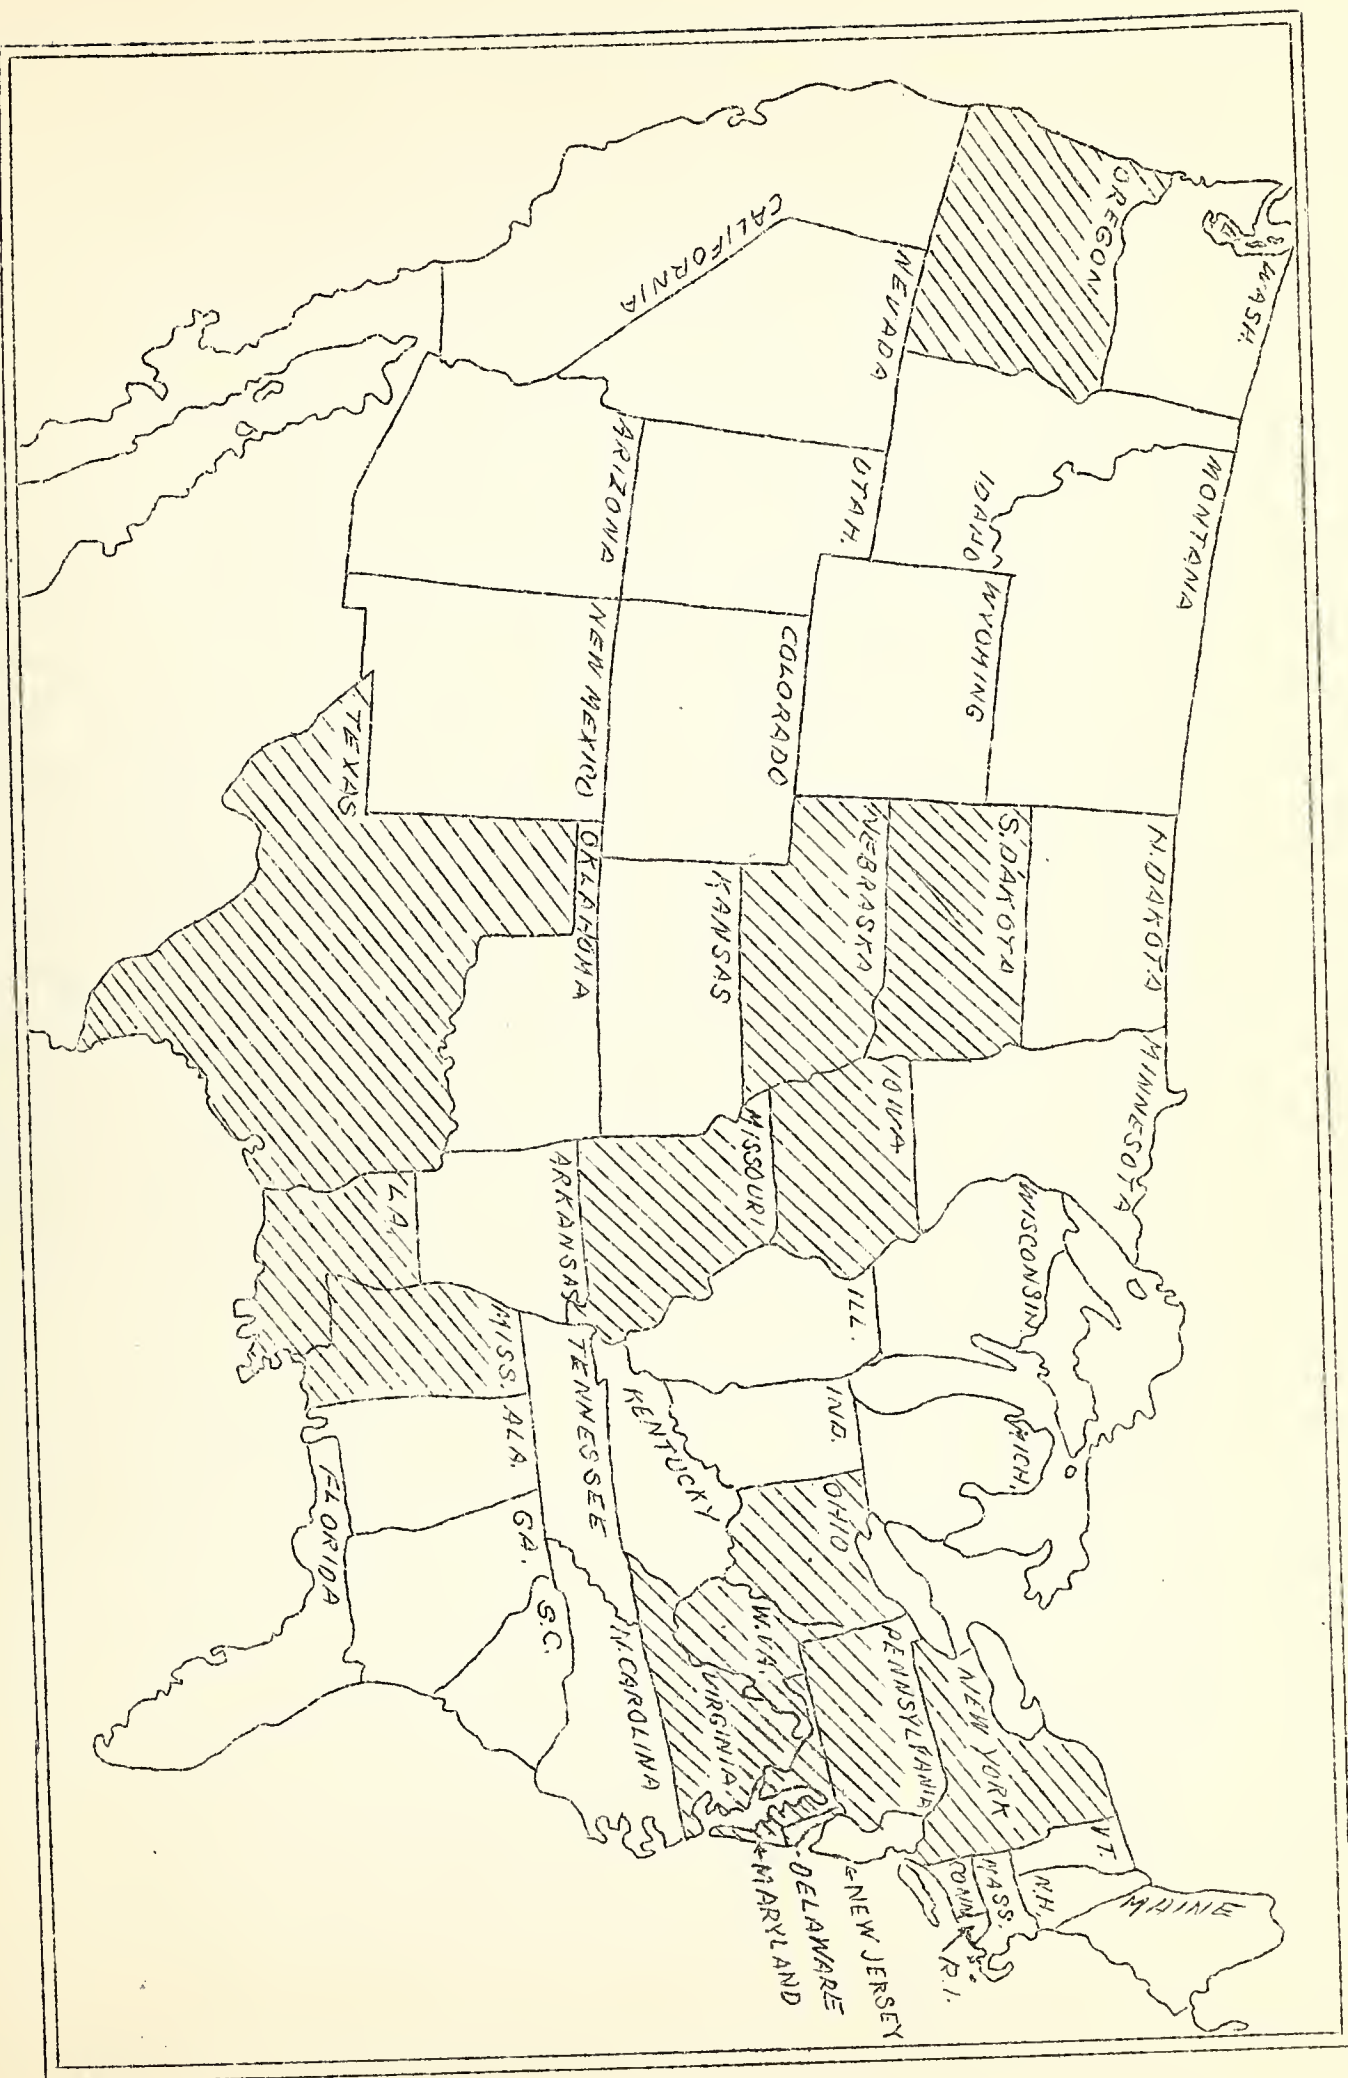 WASH.
OREGON
CALIFORNIA
NEVADA
IDAHO
MONTANA
WYOMING
UTAH.
ARIZONA
COLORADO
NEW MEXICO
N. DAKOTA
S. DAKOTA
NEBRASKA
KANSAS
OKLAHOMA
TEXAS
MINNESOTA
IOWA
MISSOURI
ARKANSAS
LA.
WISCONSIN
ILL.
MICH.
IND.
OHIO
KENTUCKY
TENNESSEE
MISS.
ALA.
GA.
FLORIDA
S.C.
N. CAROLINA
VIRGINIA
W. VA.
PENNSYLVANIA
NEW YORK
VT.
N.H.
MAINE
MASS.
CONN.
R.I.
NEW JERSEY
DELAWARE
MARYLAND